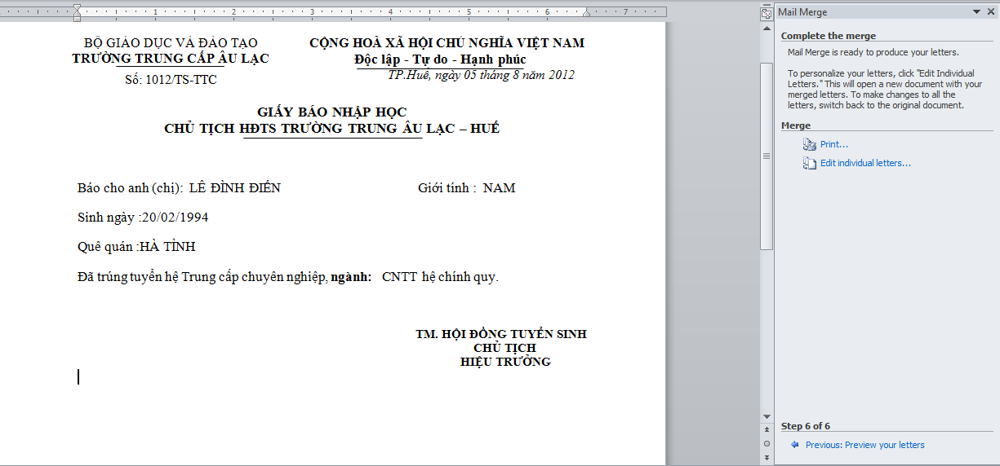 1 2 3 4 5 6 7
BỘ GIÁO DỤC VÀ ĐÀO TẠO
TRƯỜNG TRUNG CẤP ÂU LẠC
Số: 1012/TS-TTC
CỘNG HOÀ XÃ HỘI CHỦ NGHĨA VIỆT NAM
Độc lập - Tự do - Hạnh phúc
TP.Huế, ngày 05 tháng 8 năm 2012
GIẤY BÁO NHẬP HỌC
CHỦ TỊCH HĐTS TRƯỜNG TRUNG ÂU LẠC – HUẾ
Báo cho anh (chị): LÊ ĐÌNH ĐIỀN Giới tính : NAM
Sinh ngày :20/02/1994
Quê quán :HÀ TỈNH
Đã trúng tuyển hệ Trung cấp chuyên nghiệp, ngành: CNTT hệ chính quy.
TM. HỘI ĐỒNG TUYỂN SINH
CHỦ TỊCH
HIỆU TRƯỞNG
Mail Merge
Complete the merge
Mail Merge is ready to produce your letters.
To personalize your letters, click "Edit Individual
Letters." This will open a new document with your
merged letters. To make changes to all the
letters, switch back to the original document.
Merge
Print...
Edit individual letters...
Step 6 of 6
Previous: Preview your letters